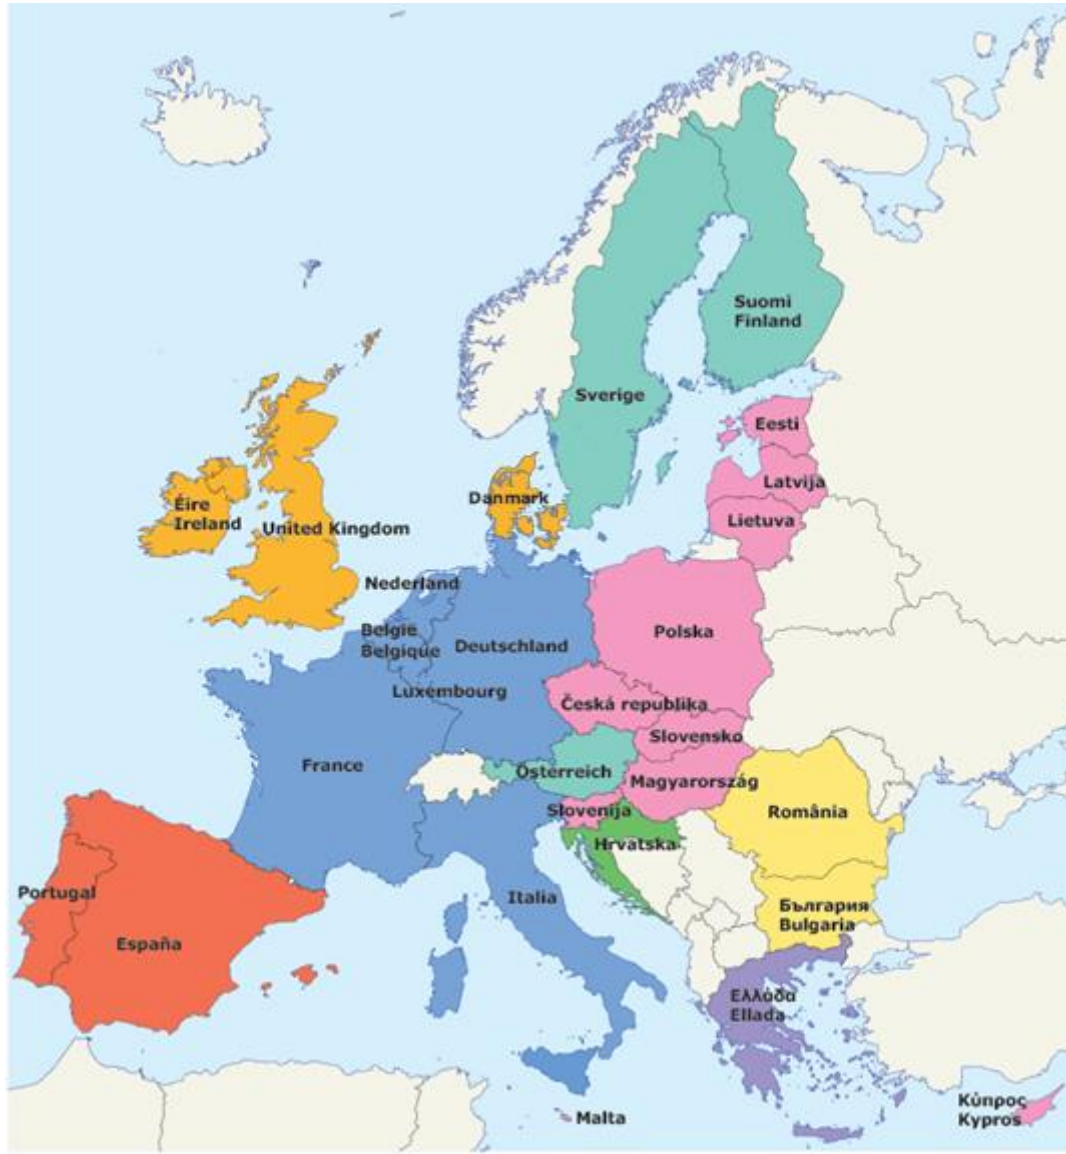 Suomi
Finland
Sverige
Eesti
Latvija
Lietuva
Danmark
Éire
Ireland
United Kingdom
Nederland
België
Belgique
Deutschland
Luxembourg
Polska
Česká republika
Slovensko
France
Österreich
Magyarország
Slovenija
Hrvatska
România
Portugal
España
Italia
България
Bulgaria
Ελλάδα
Ellada
Malta
Κύπρος
Kypros